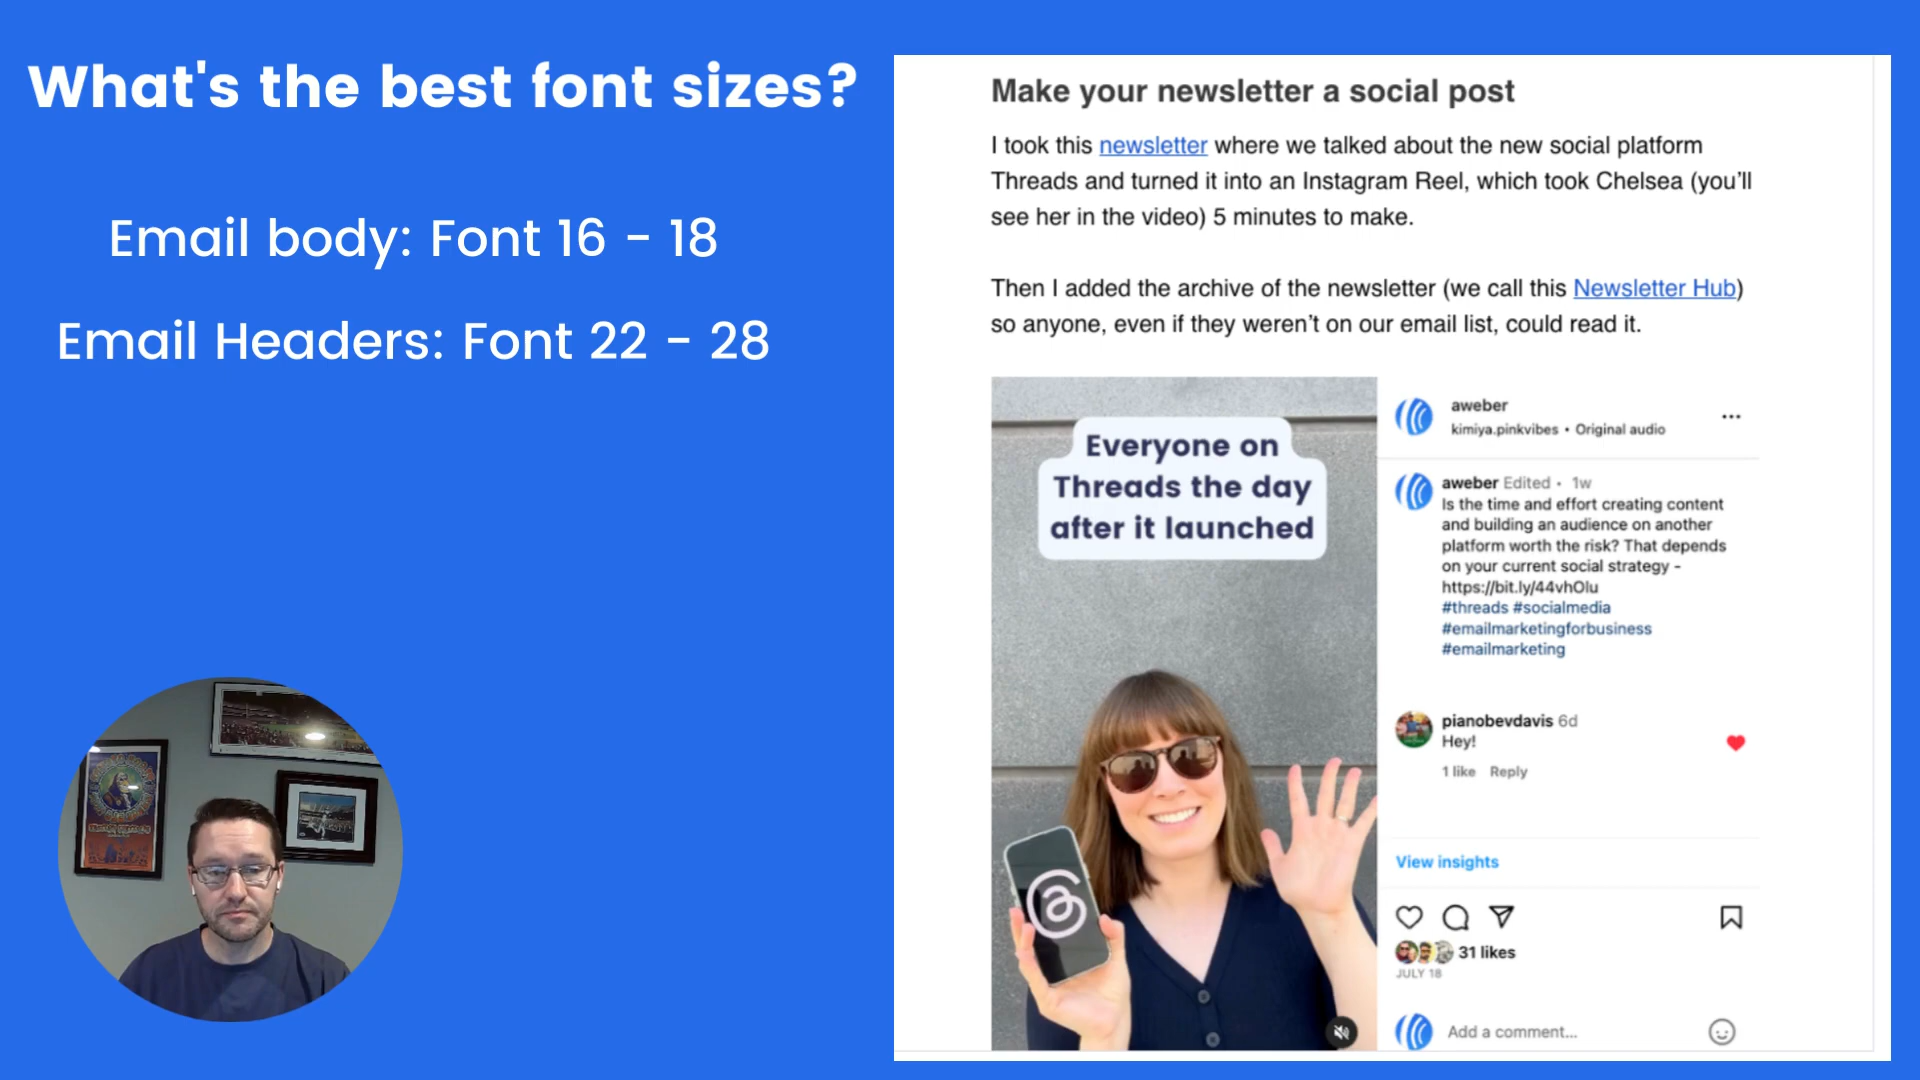 What's the best font sizes?
Email body: Font 16 - 18
Email Headers: Font 22 - 28
Make your newsletter a social post
I took this newsletter where we talked about the new social platform
Threads and turned it into an Instagram Reel, which took Chelsea (you’ll
see her in the video) 5 minutes to make.
Then I added the archive of the newsletter (we call this Newsletter Hub)
so anyone, even if they weren’t on our email list, could read it.
Everyone on
Threads the day
after it launched
aweber
kimiya.pinkvibes • Original audio
aweber Edited • 1w
Is the time and effort creating content
and building an audience on another
platform worth the risk? That depends
on your current social strategy -
https://bit.ly/44vhOlu
#threads #socialmedia
#emailmarketingforbusiness
#emailmarketing
pianobevdavis 6d
Hey!
1 like Reply
View insights
31 likes
JULY 18
Add a comment...